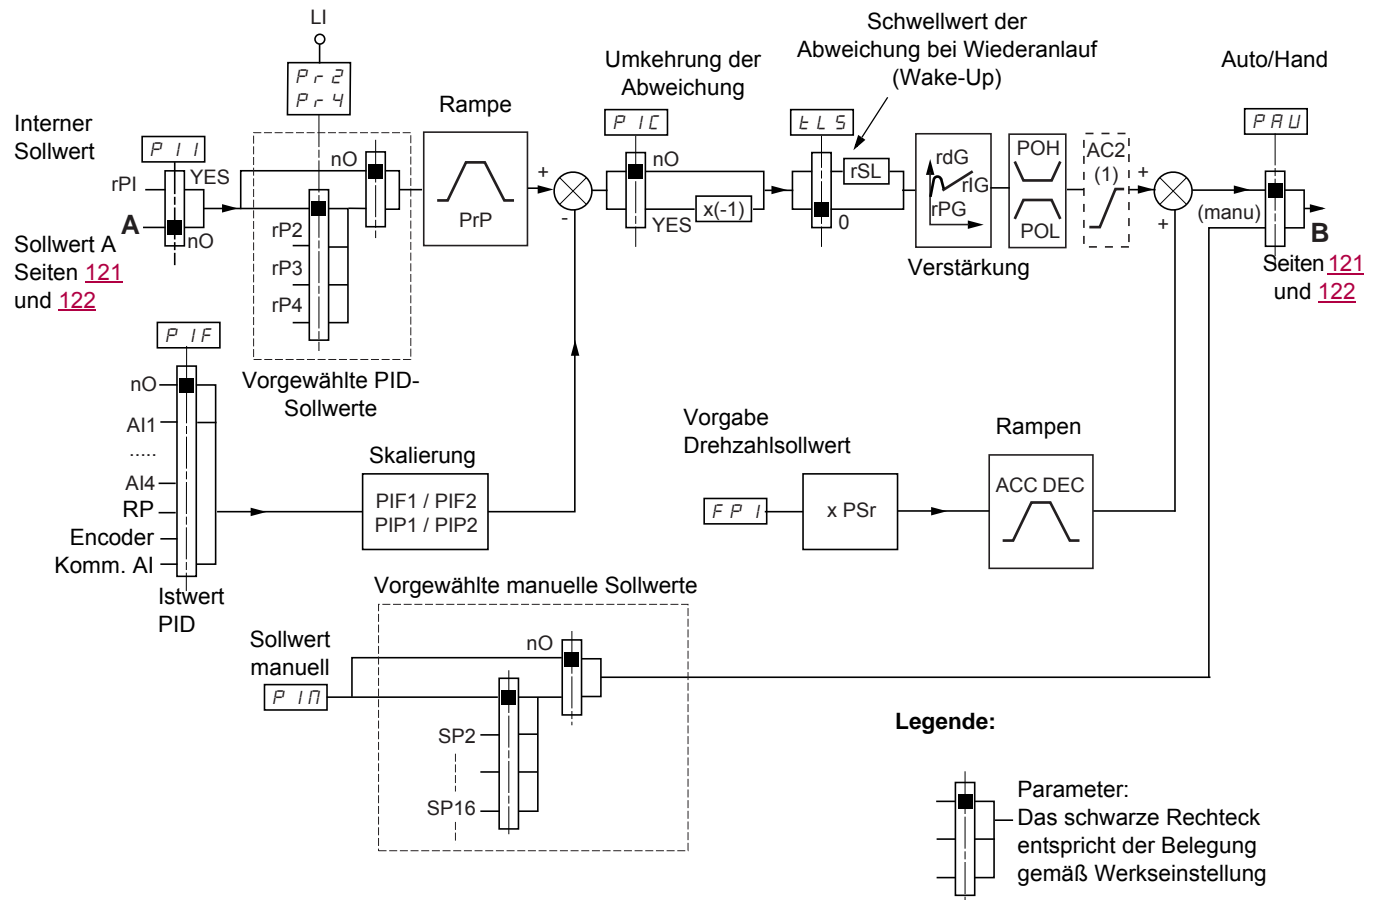 LI
Pr2
Pr4
Interner
Sollwert
PII
rPI
YES
A
nO
Sollwert A
Seiten 121
und 122
nO
rP2
rP3
rP4
Vorgewählte PID-
Sollwerte
Rampe
PrP
+
-
Umkehrung der
Abweichung
PIC
nO
YES
x(-1)
Schwellwert der
Abweichung bei Wiederanlauf
(Wake-Up)
tLS
rSL
0
rdG
rIG
rPG
Verstärkung
POH
POL
AC2
(1)
+
+
Auto/Hand
PAU
(manu)
B
Seiten 121
und 122
PIF
nO
AI1
.....
AI4
RP
Encoder
Komm. AI
Istwert
PID
Skalierung
PIF1 / PIF2
PIP1 / PIP2
Vorgabe
Drehzahlsollwert
FPI
x PSr
Rampen
ACC DEC
Vorgewählte manuelle Sollwerte
Sollwert
manuell
PIM
nO
SP2
SP16
Legende:
Parameter:
Das schwarze Rechteck
entspricht der Belegung
gemäß Werkseinstellung